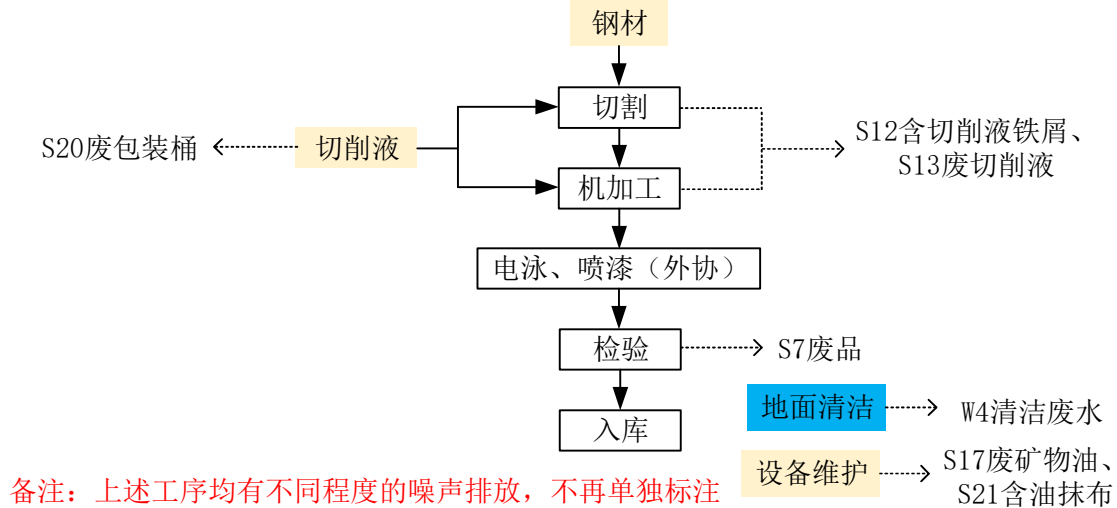 钢材
切割
S20废包装桶
切削液
S12含切削液铁屑、
S13废切削液
机加工
电泳、喷漆（外协）
检验
S7废品
地面清洁
W4清洁废水
入库
设备维护
S17废矿物油、
S21含油抹布
备注：上述工序均有不同程度的噪声排放，不再单独标注